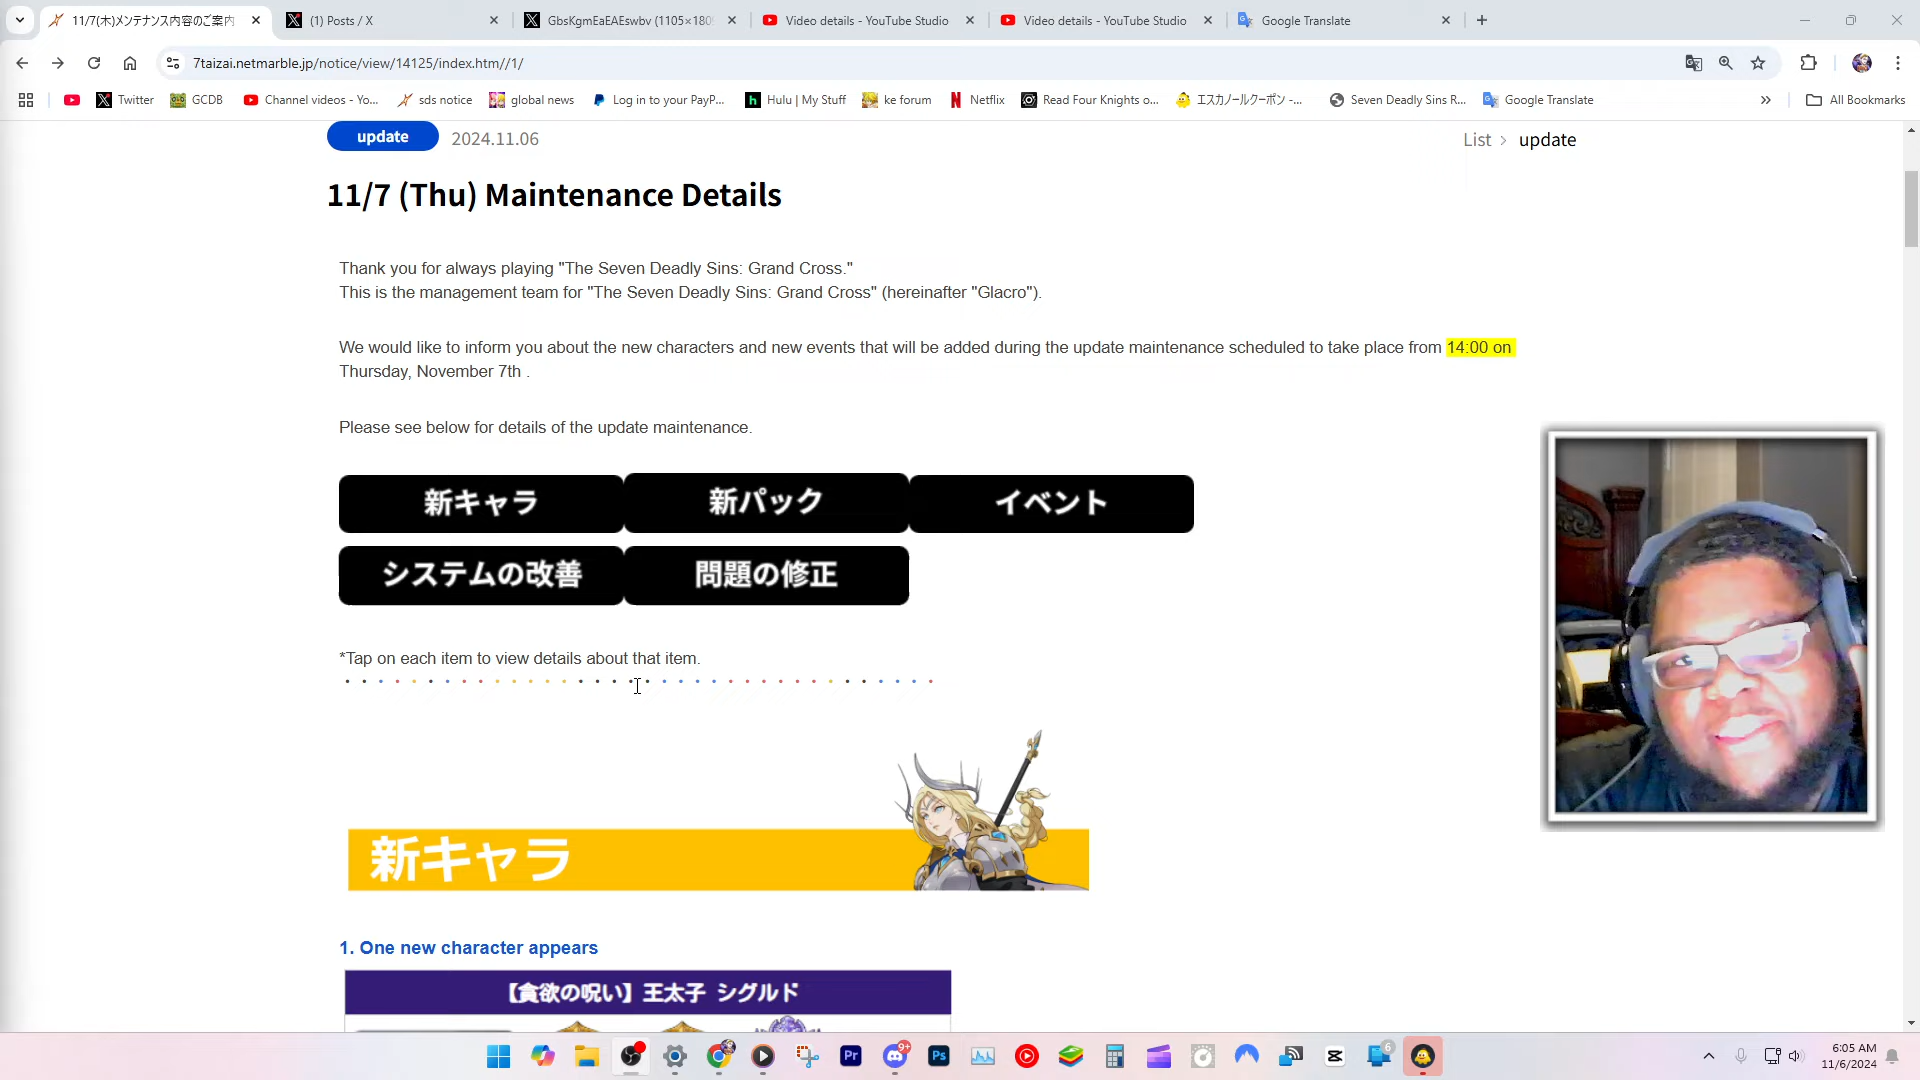 11/7(木)メンテナンス内容のご案内
(1) Posts / X
GbsKgmEaEAEswbv (1105×180
Video details - YouTube Studio
Video details - YouTube Studio
Google Translate
7taizai.netmarble.jp/notice/view/14125/index.htm//1/
Twitter
GCDB
Channel videos - Yo...
sds notice
global news
Log in to your PayP...
Hulu | My Stuff
ke forum
Netflix
Read Four Knights o...
エスカノールクーポン -...
Seven Deadly Sins R...
Google Translate
All Bookmarks
update 2024.11.06
List > update
11/7 (Thu) Maintenance Details
Thank you for always playing "The Seven Deadly Sins: Grand Cross."
This is the management team for "The Seven Deadly Sins: Grand Cross" (hereinafter "Glacro").
We would like to inform you about the new characters and new events that will be added during the update maintenance scheduled to take place from 14:00 on
Thursday, November 7th .
Please see below for details of the update maintenance.
新キャラ 新パック イベント
システムの改善 問題の修正
*Tap on each item to view details about that item.
新キャラ
1. One new character appears
【貪欲の呪い】王太子 シグルド
Pr
9+
Ps
6
6:05 AM
11/6/2024